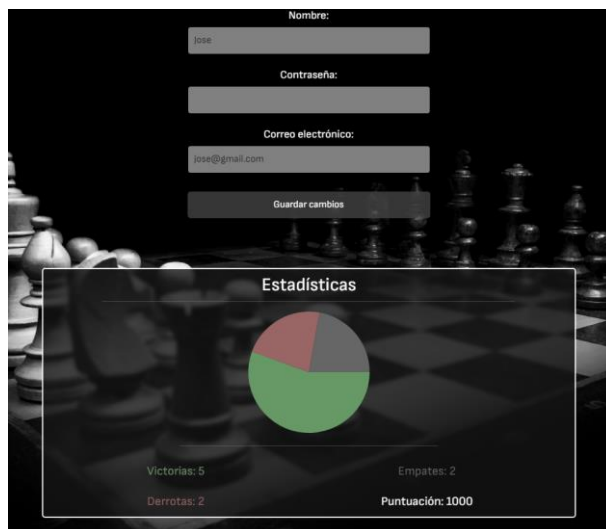 Nombre:
Jose
Contraseña:
Correo electrónico:
jose@gmail.com
Guardar cambios
Estadísticas
Victorias: 5
Empates: 2
Derrotas: 2
Puntuación: 1000